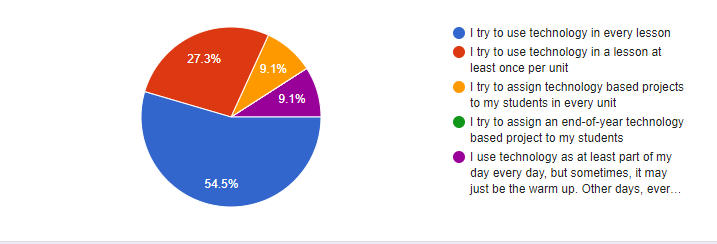 27.3%
9.1%
9.1%
54.5%
I try to use technology in every lesson
I try to use technology in a lesson at
least once per unit
I try to assign technology based projects
to my students in every unit
I try to assign an end-of-year technology
based project to my students
I use technology as at least part of my
day every day, but sometimes, it may
just be the warm up. Other days, ever…